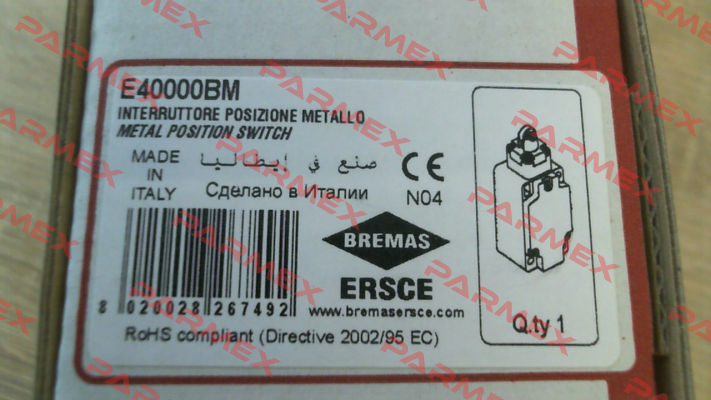 E40000BM
INTERRUTTORE POSIZIONE METALLO
METAL POSITION SWITCH
MADE IN ITALY
صنع في إيطاليا
Сделано в Италии
CE
N04
BREMAS
ERSCE
www.bremasersce.com
8 020028 267492
RoHS compliant (Directive 2002/95 EC)
Q.ty 1
PARMEX